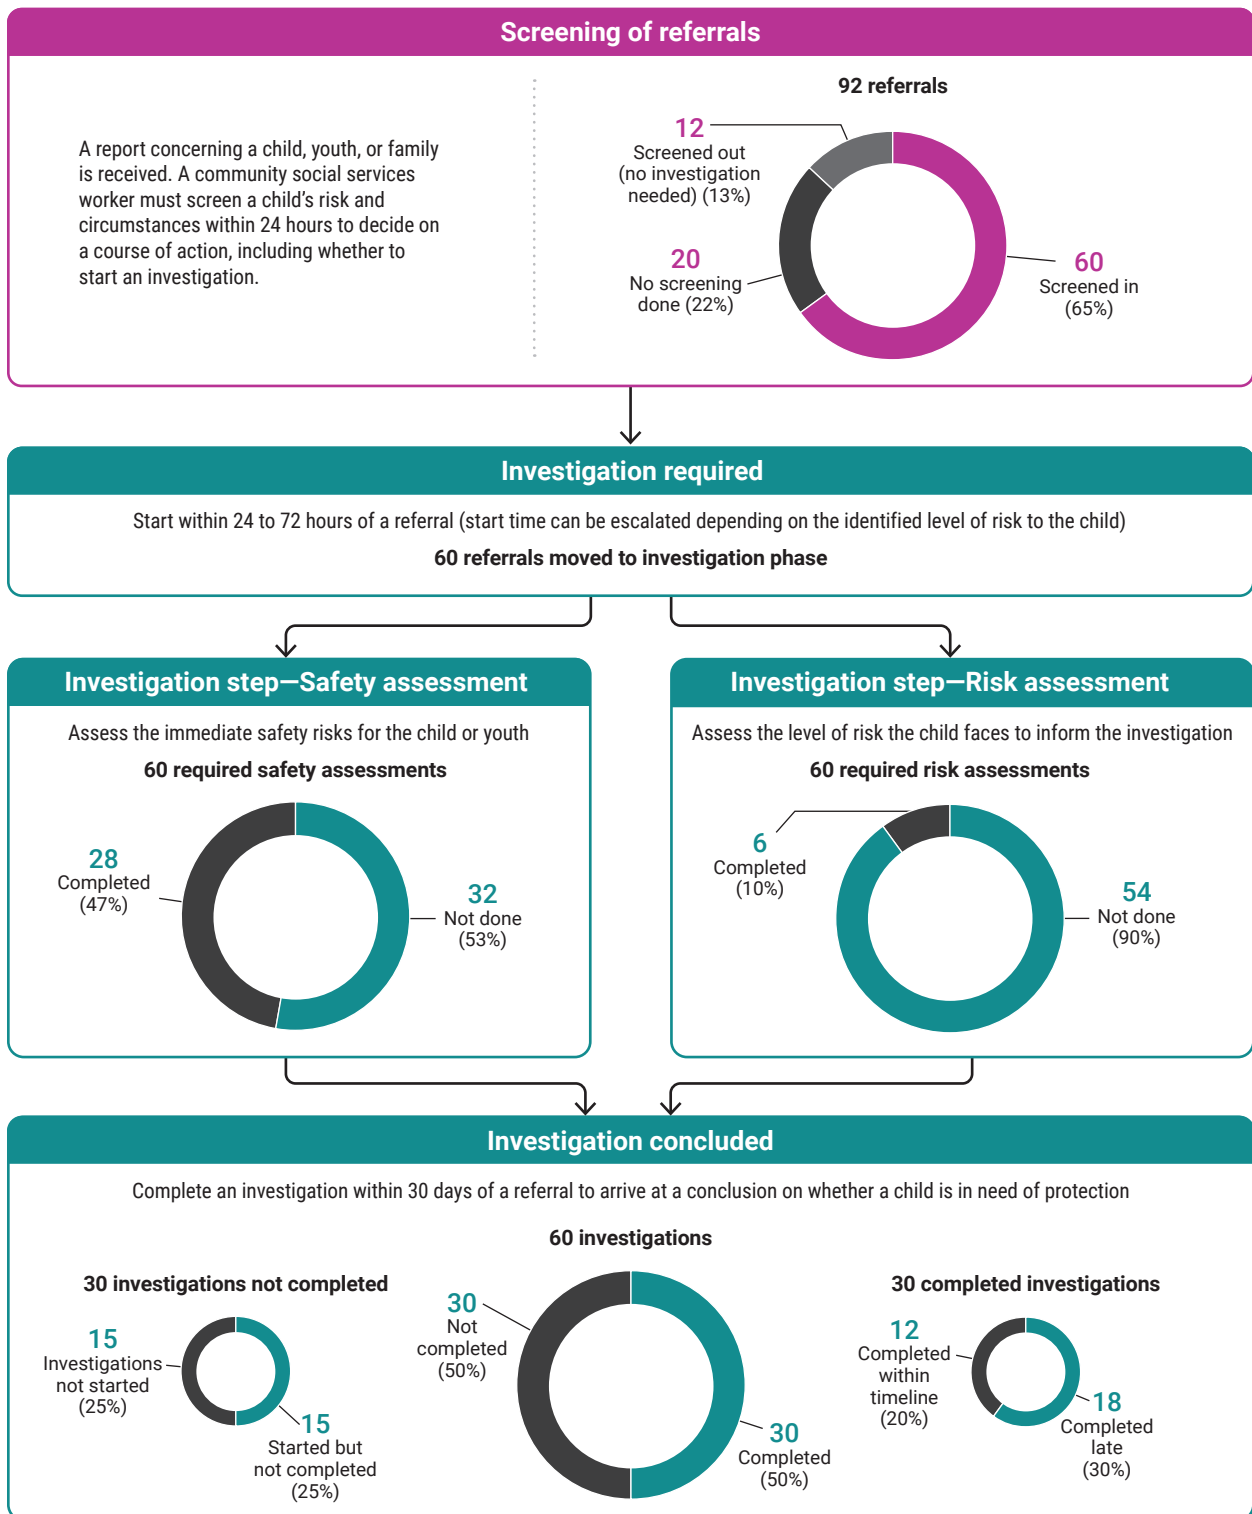 Screening of referrals
A report concerning a child, youth, or family
is received. A community social services
worker must screen a child’s risk and
circumstances within 24 hours to decide on
a course of action, including whether to
start an investigation.
92 referrals
12
Screened out
(no investigation
needed) (13%)
20
No screening
done (22%)
60
Screened in
(65%)
Investigation required
Start within 24 to 72 hours of a referral (start time can be escalated depending on the identified level of risk to the child)
60 referrals moved to investigation phase
Investigation step—Safety assessment
Assess the immediate safety risks for the child or youth
60 required safety assessments
28
Completed
(47%)
32
Not done
(53%)
Investigation step—Risk assessment
Assess the level of risk the child faces to inform the investigation
60 required risk assessments
6
Completed
(10%)
54
Not done
(90%)
Investigation concluded
Complete an investigation within 30 days of a referral to arrive at a conclusion on whether a child is in need of protection
30 investigations not completed
15
Investigations
not started
(25%)
15
Started but
not completed
(25%)
60 investigations
30
Not
completed
(50%)
30
Completed
(50%)
30 completed investigations
12
Completed
within
timeline
(20%)
18
Completed
late
(30%)